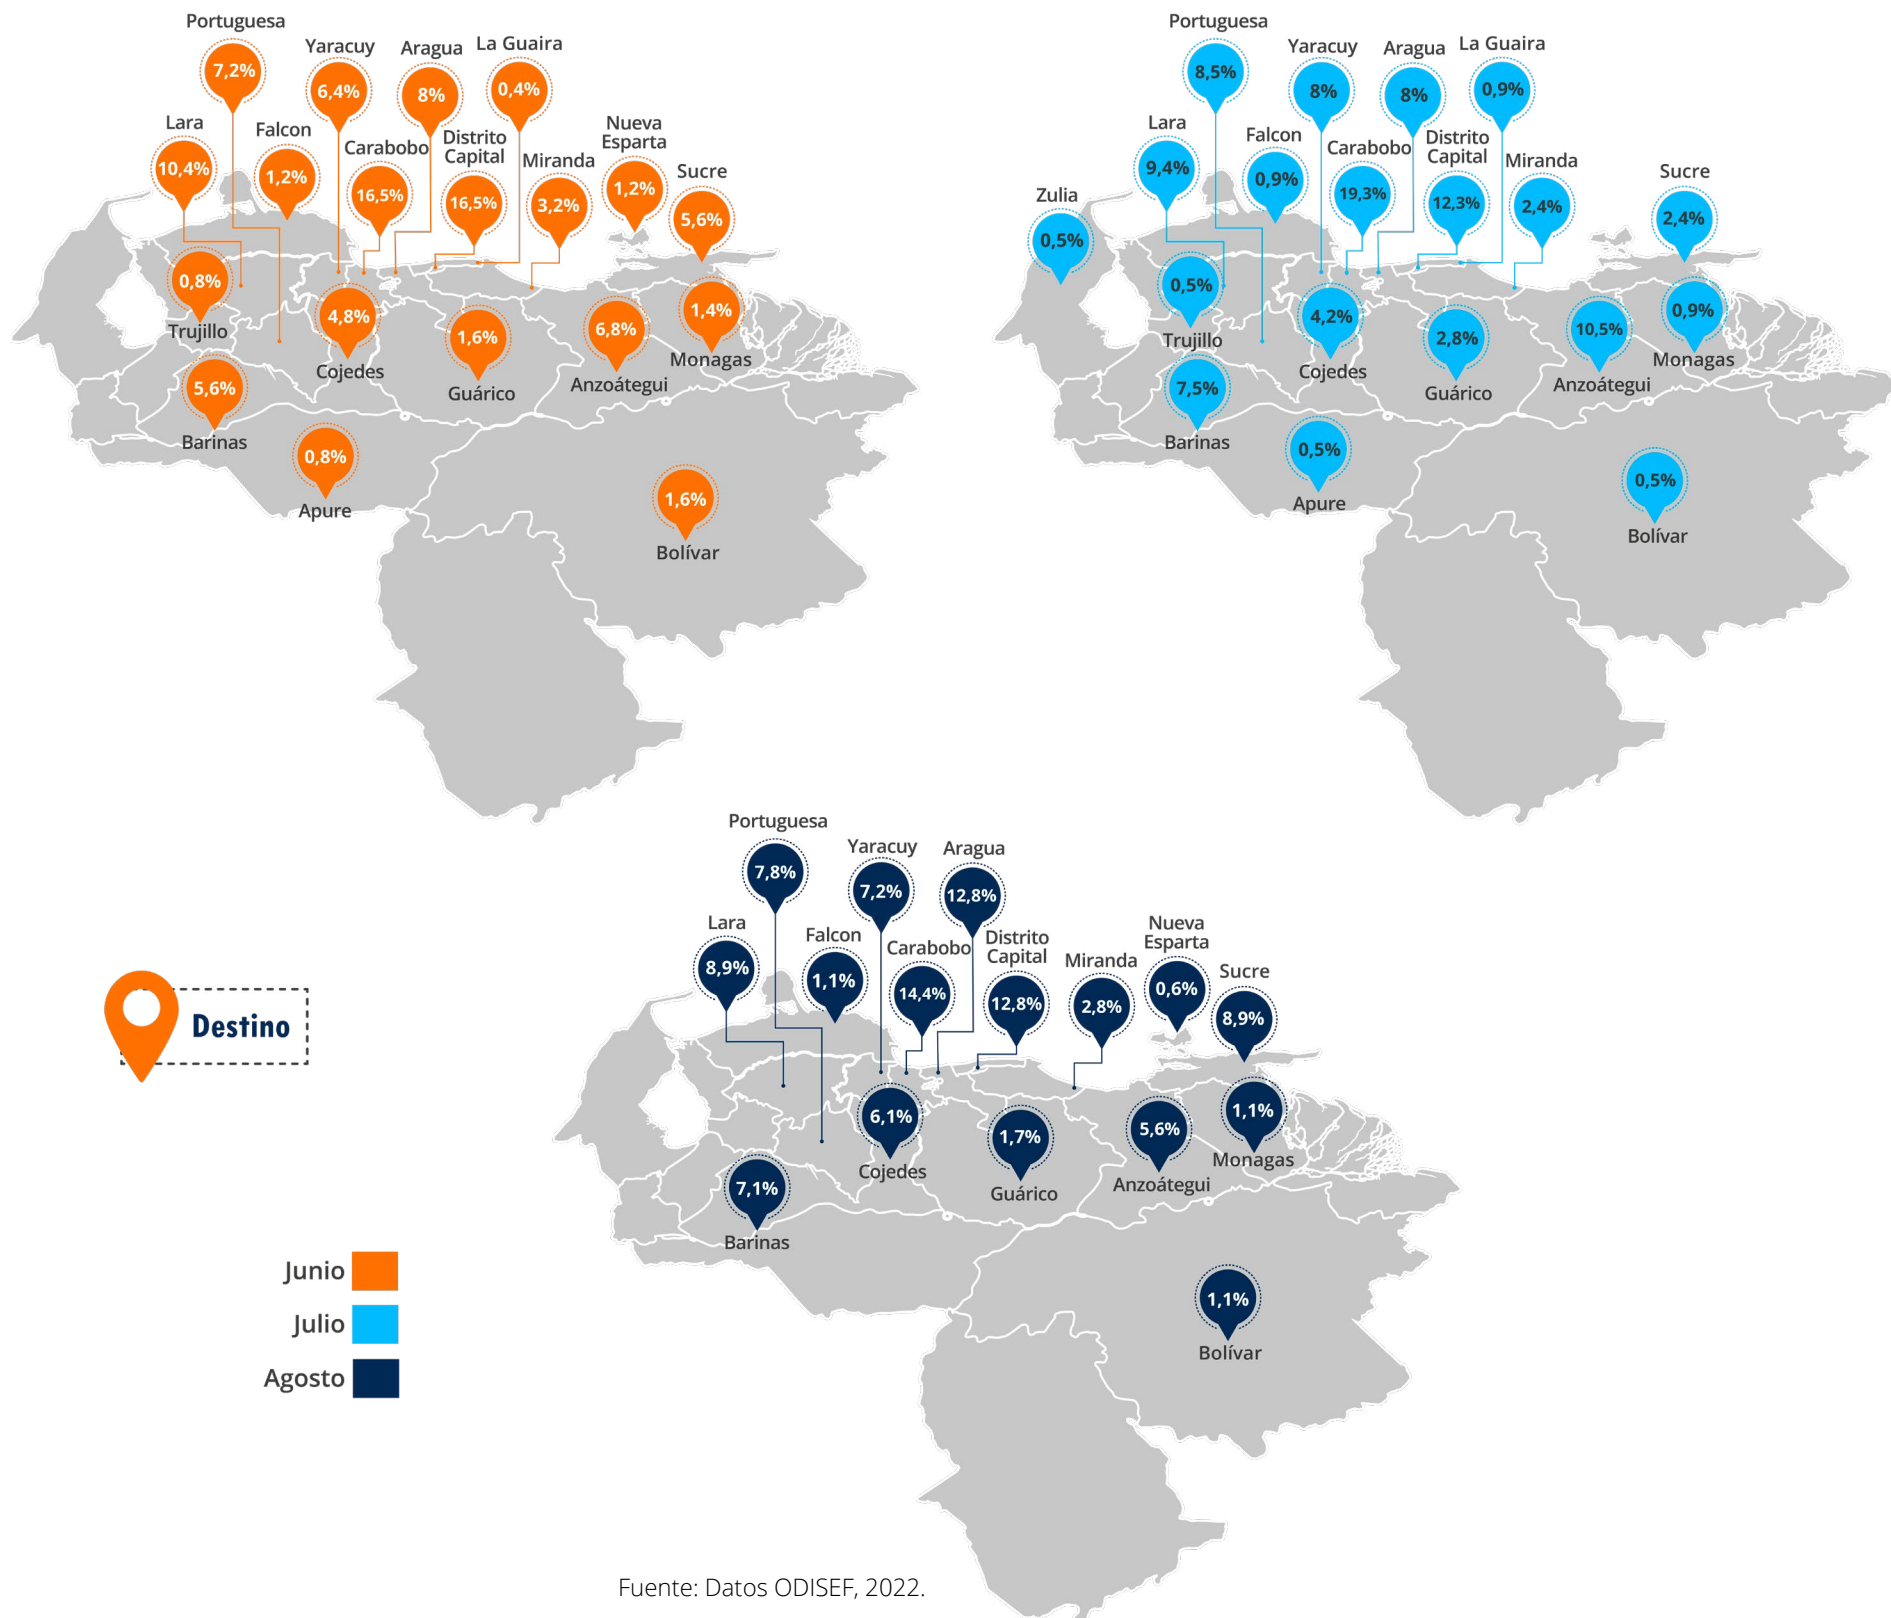 Portuguesa
7,2%
Yaracuy
6,4%
Aragua
8%
La Guaira
0,4%
Lara
10,4%
Falcon
1,2%
Carabobo
16,5%
Distrito
Capital
16,5%
Miranda
3,2%
Nueva
Esparta
1,2%
Sucre
5,6%
0,8%
Trujillo
4,8%
Cojedes
1,6%
Guárico
6,8%
Anzoátegui
1,4%
Monagas
5,6%
Barinas
0,8%
Apure
1,6%
Bolívar
Portuguesa
8,5%
Yaracuy
8%
Aragua
8%
La Guaira
0,9%
Lara
9,4%
Falcon
0,9%
Carabobo
19,3%
Distrito
Capital
12,3%
Miranda
2,4%
Sucre
2,4%
Zulia
0,5%
0,5%
Trujillo
4,2%
Cojedes
2,8%
Guárico
10,5%
Anzoátegui
0,9%
Monagas
7,5%
Barinas
0,5%
Apure
0,5%
Bolívar
Portuguesa
7,8%
Yaracuy
7,2%
Aragua
12,8%
Lara
8,9%
Falcon
1,1%
Carabobo
14,4%
Distrito
Capital
12,8%
Miranda
2,8%
Nueva
Esparta
0,6%
Sucre
8,9%
6,1%
Cojedes
1,7%
Guárico
5,6%
Anzoátegui
1,1%
Monagas
7,1%
Barinas
1,1%
Bolívar
Destino
Junio
Julio
Agosto
Fuente: Datos ODISEF, 2022.